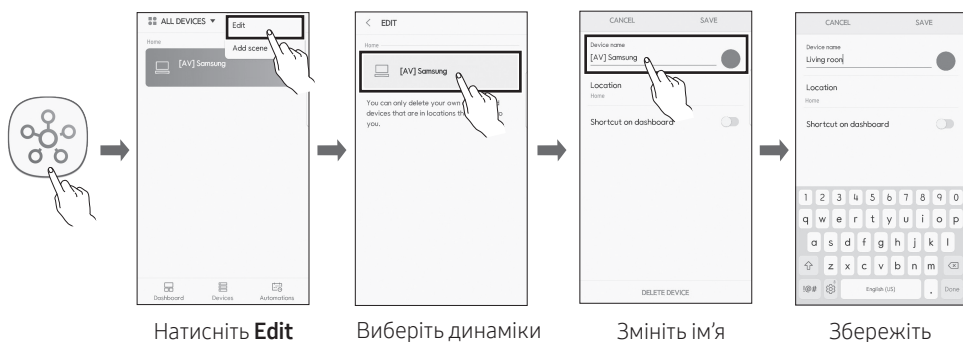 ALL DEVICES ▼
Edit
Add scene
Home
[AV] Samsung
Dashboard
Devices
Automations
Натисніть Edit
< EDIT
Home
[AV] Samsung
You can only delete your own
devices that are in locations th
you.
Виберіть динаміки
CANCEL
SAVE
Device name
[AV] Samsung
Location
Home
Shortcut on dashboard
DELETE DEVICE
Змініть ім’я
CANCEL
SAVE
Device name
Living roon
Location
Home
Shortcut on dashboard
1 2 3 4 5 6 7 8 9 0
q w e r t y u i o p
a s d f g h j k l
z x c v b n m
!@# English (US) . Done
Збережіть